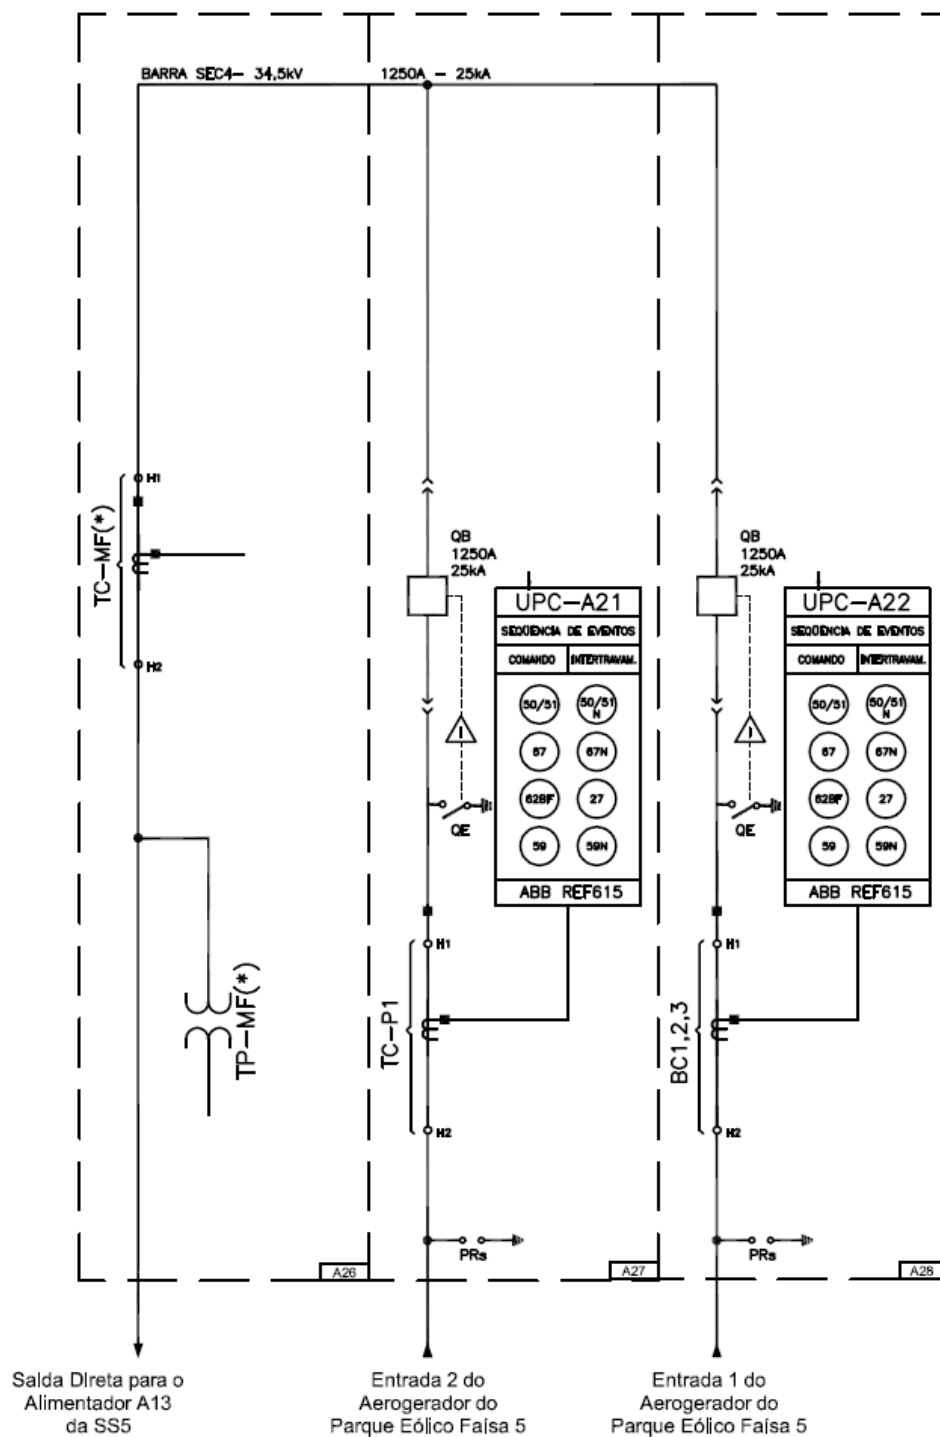 BARRA SEC4- 34,5kV
1250A - 25kA
H1
TC-MF(*)
H2
TP-MF(*)
QB
1250A
25kA
UPC-A21
SEQÜENCIA DE EVENTOS
COMANDO
INTERTRAVAM.
50/51
50/51
N
67
67N
62BF
27
59
59N
ABB REF615
QE
H1
TC-P1
H2
PRs
QB
1250A
25kA
UPC-A22
SEQÜENCIA DE EVENTOS
COMANDO
INTERTRAVAM.
50/51
50/51
N
67
67N
62BF
27
59
59N
ABB REF615
QE
H1
BC1,2,3
H2
PRs
A26
A27
A28
Saída Direta para o
Alimentador A13
da SS5
Entrada 2 do
Aerogerador do
Parque Eólico Faísa 5
Entrada 1 do
Aerogerador do
Parque Eólico Faísa 5